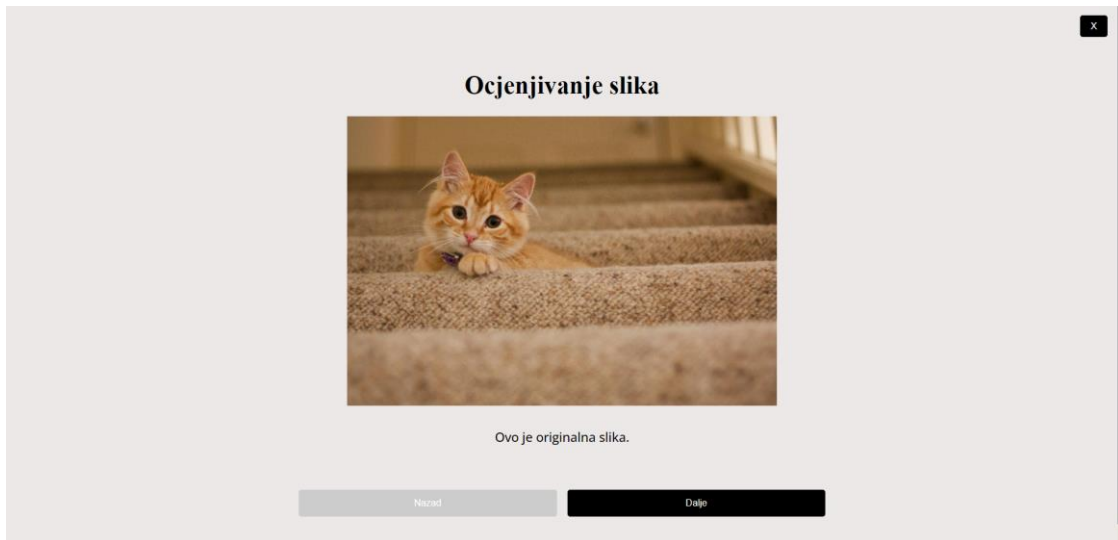 X
Ocjenjivanje slika
Ovo je originalna slika.
Nazad
Dalje